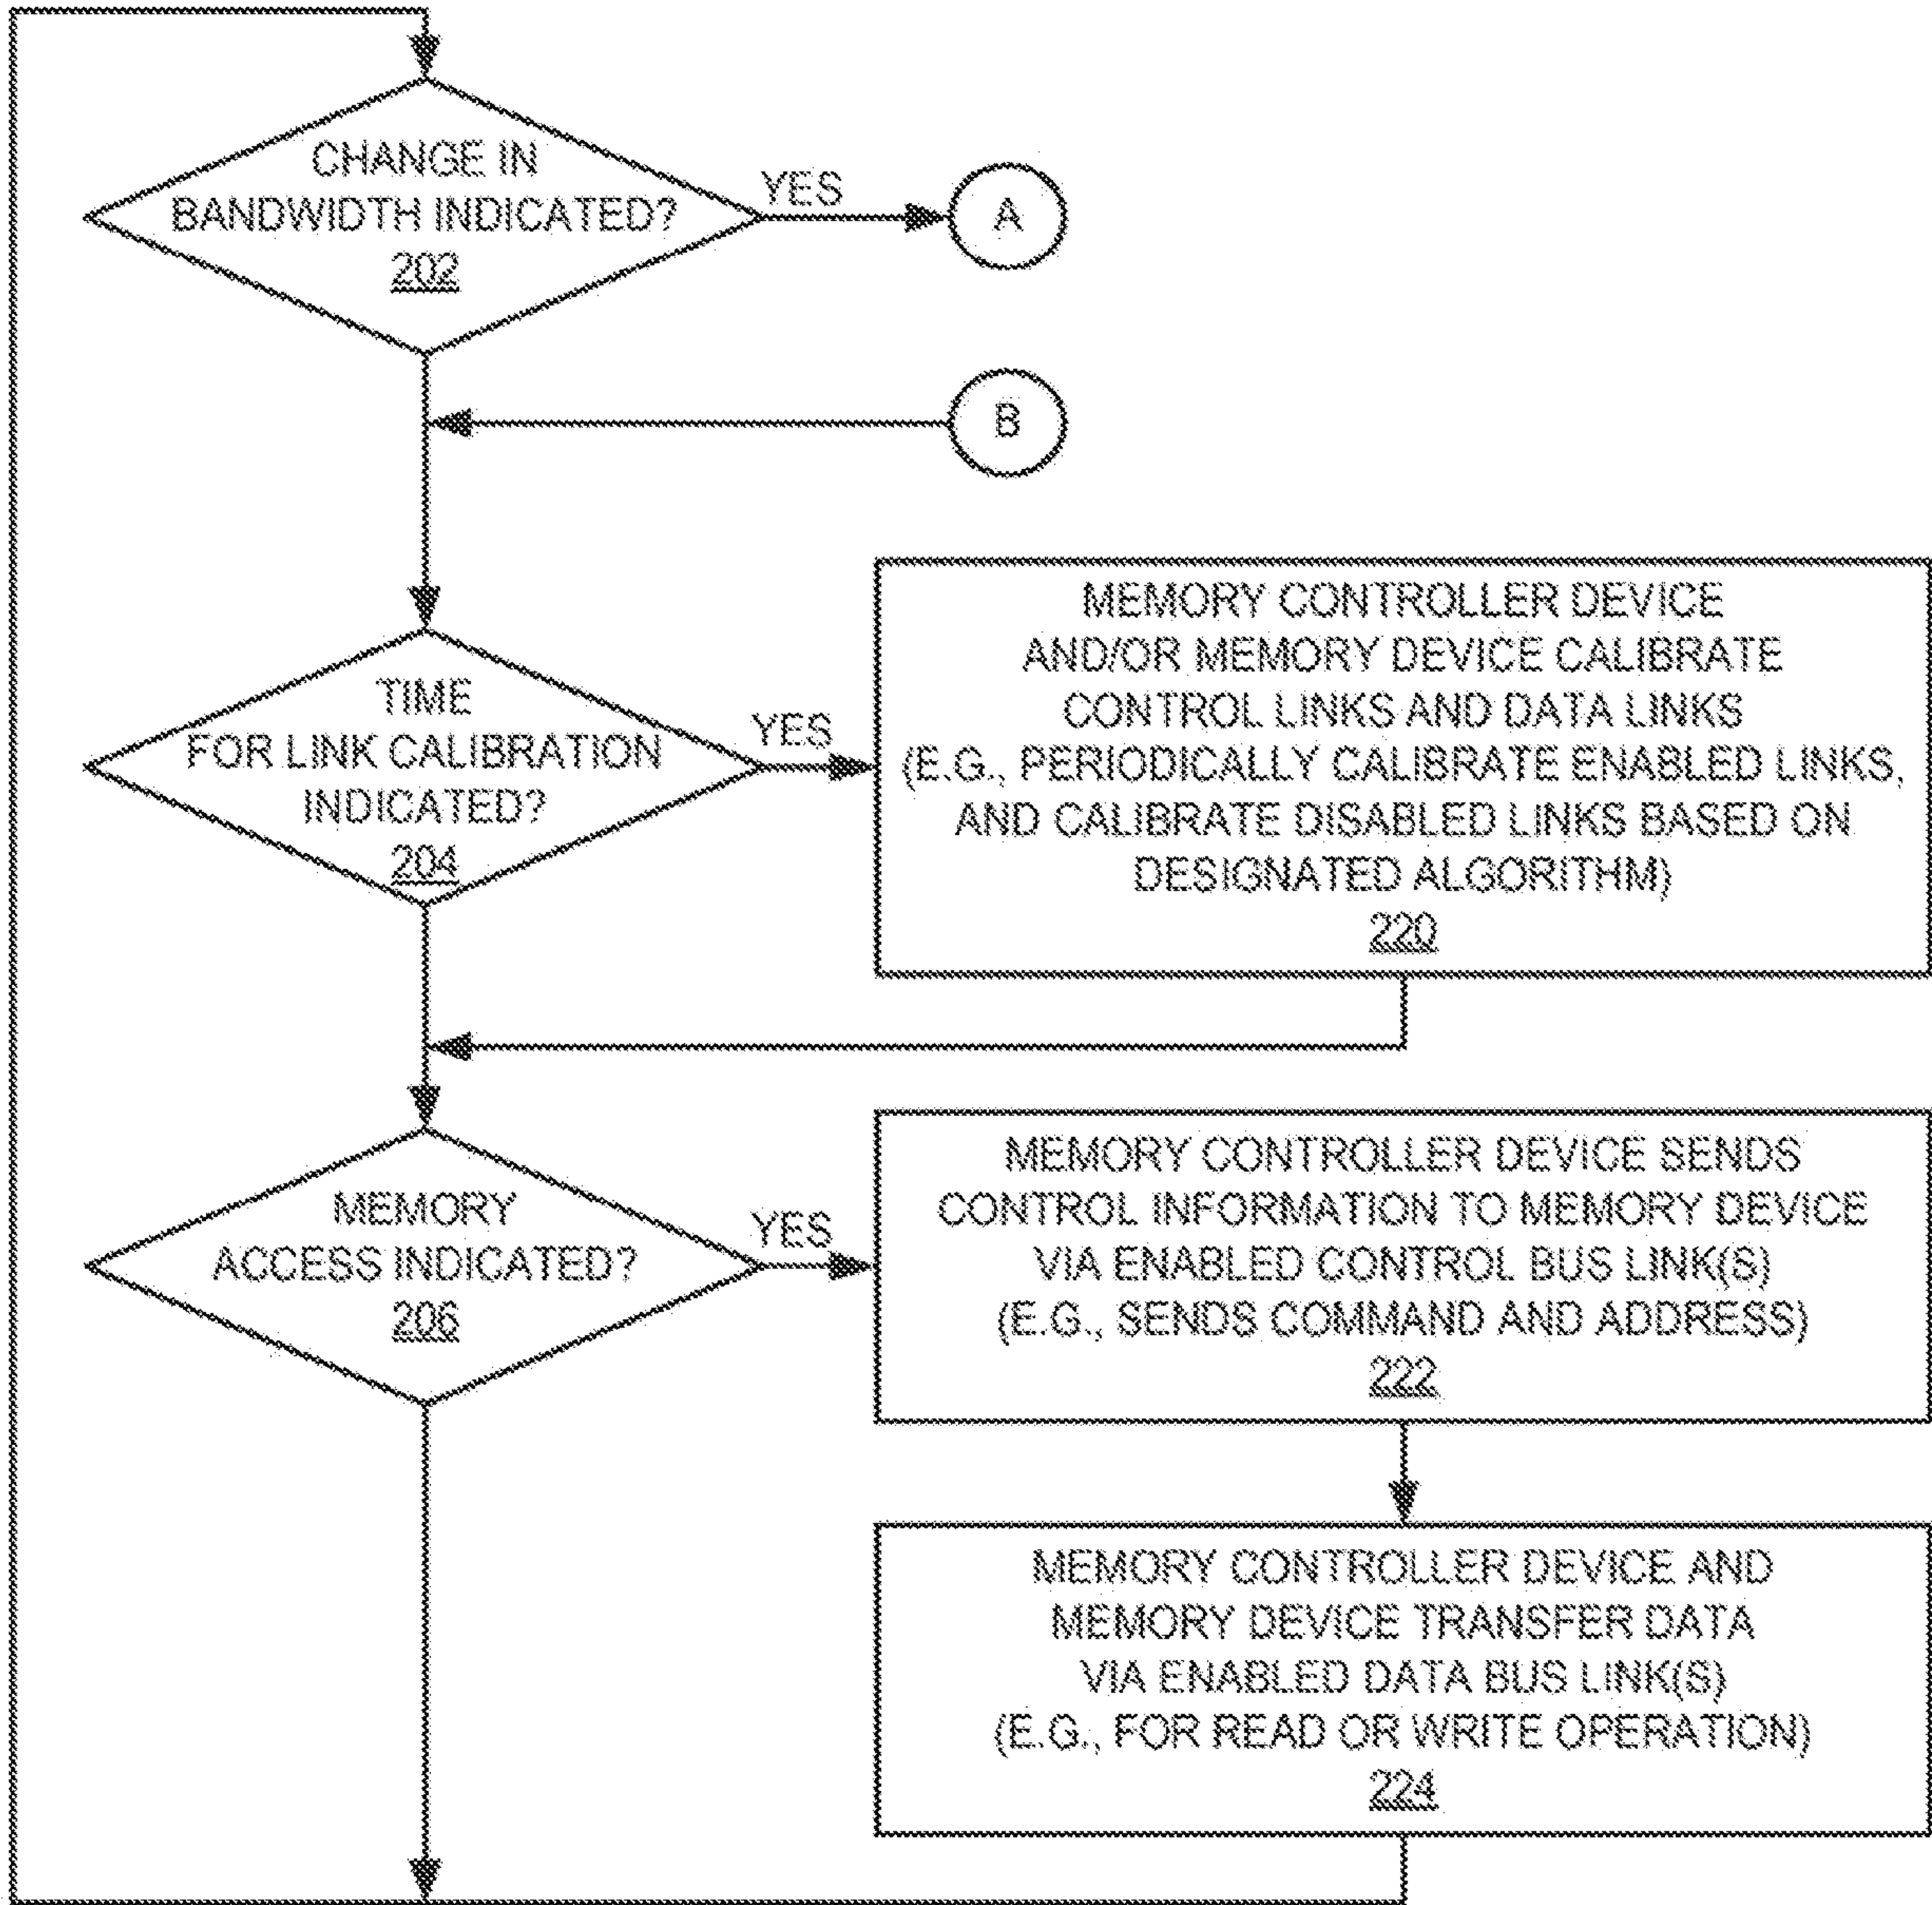 CHANGE IN
BANDWIDTH INDICATED?
202
YES
A
B
TIME
FOR LINK CALIBRATION
INDICATED?
204
YES
MEMORY CONTROLLER DEVICE
AND/OR MEMORY DEVICE CALIBRATE
CONTROL LINKS AND DATA LINKS
(E.G., PERIODICALLY CALIBRATE ENABLED LINKS,
AND CALIBRATE DISABLED LINKS BASED ON
DESIGNATED ALGORITHM)
220
MEMORY
ACCESS INDICATED?
206
YES
MEMORY CONTROLLER DEVICE SENDS
CONTROL INFORMATION TO MEMORY DEVICE
VIA ENABLED CONTROL BUS LINK(S)
(E.G., SENDS COMMAND AND ADDRESS)
222
MEMORY CONTROLLER DEVICE AND
MEMORY DEVICE TRANSFER DATA
VIA ENABLED DATA BUS LINK(S)
(E.G., FOR READ OR WRITE OPERATION)
224